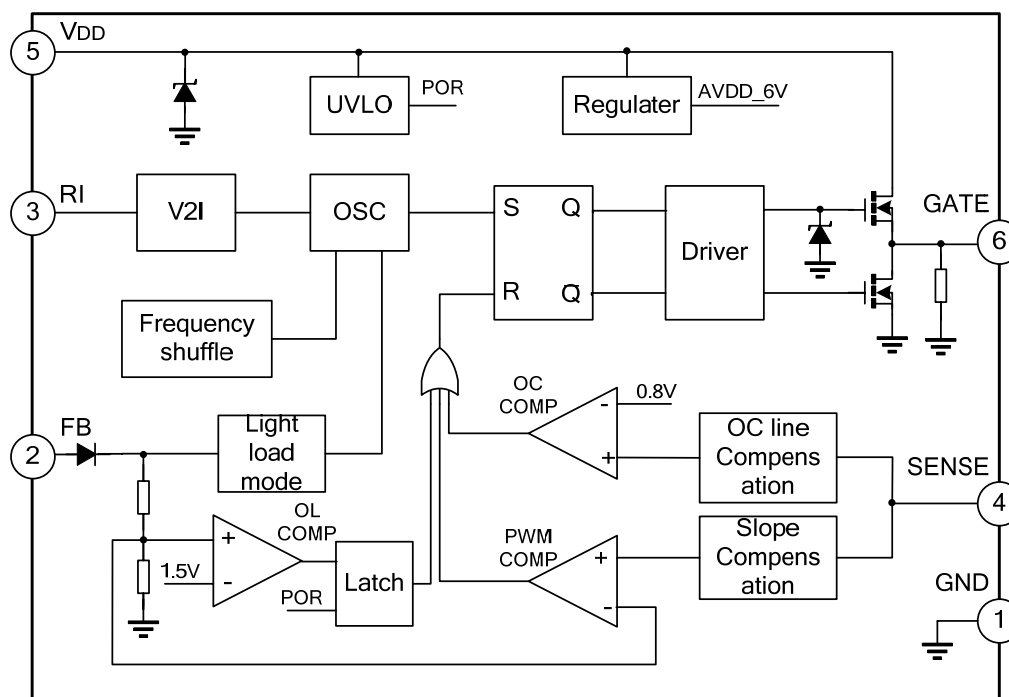 VDD
5
UVLO
POR
Regulater
AVDD_6V
RI
3
V2I
OSC
S
Q
R
Q
Driver
GATE
6
Frequency
shuffle
OC
COMP
-
0.8V
+
FB
2
Light
load
mode
OC line
Compens
ation
SENSE
4
OL
COMP
+
1.5V
-
Latch
POR
PWM
COMP
+
-
Slope
Compens
ation
GND
1